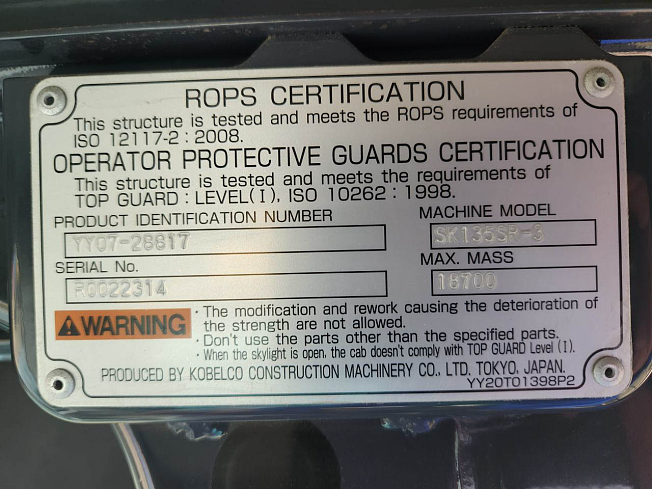 ROPS CERTIFICATION
This structure is tested and meets the ROPS requirements of
ISO 12117-2 : 2008.
OPERATOR PROTECTIVE GUARDS CERTIFICATION
This structure is tested and meets the requirements of
TOP GUARD : LEVEL(I), ISO 10262 : 1998.
PRODUCT IDENTIFICATION NUMBER
YY07-28817
MACHINE MODEL
SK135SR-3
SERIAL No.
RC022314
MAX. MASS
18700
WARNING
· The modification and rework causing the deterioration of
the strength are not allowed.
· Don't use the parts other than the specified parts.
· When the skylight is open, the cab doesn't comply with TOP GUARD Level (I).
PRODUCED BY KOBELCO CONSTRUCTION MACHINERY CO., LTD. TOKYO, JAPAN.
YY20T01398P2